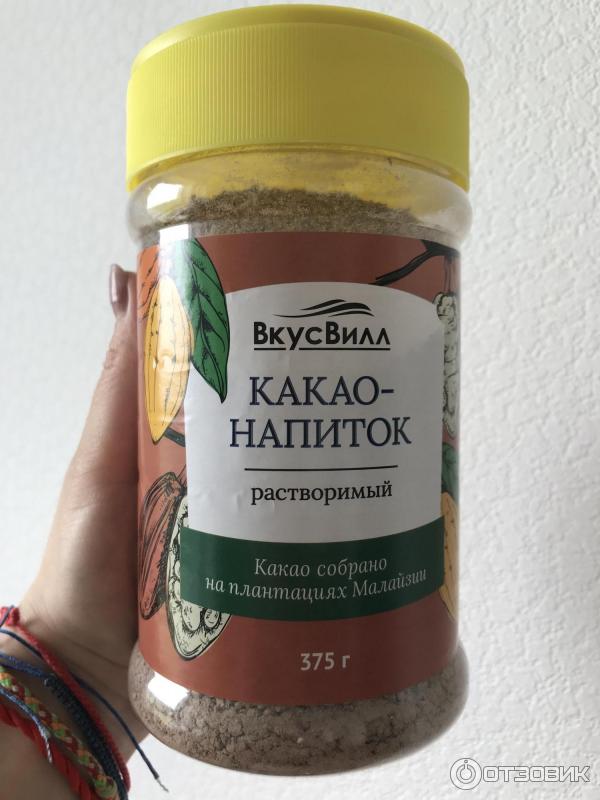 ВкусВилл
КАКАО-
НАПИТОК
растворимый
Какао собрано
на плантациях Малайзии
375 г
ОТЗОВИК